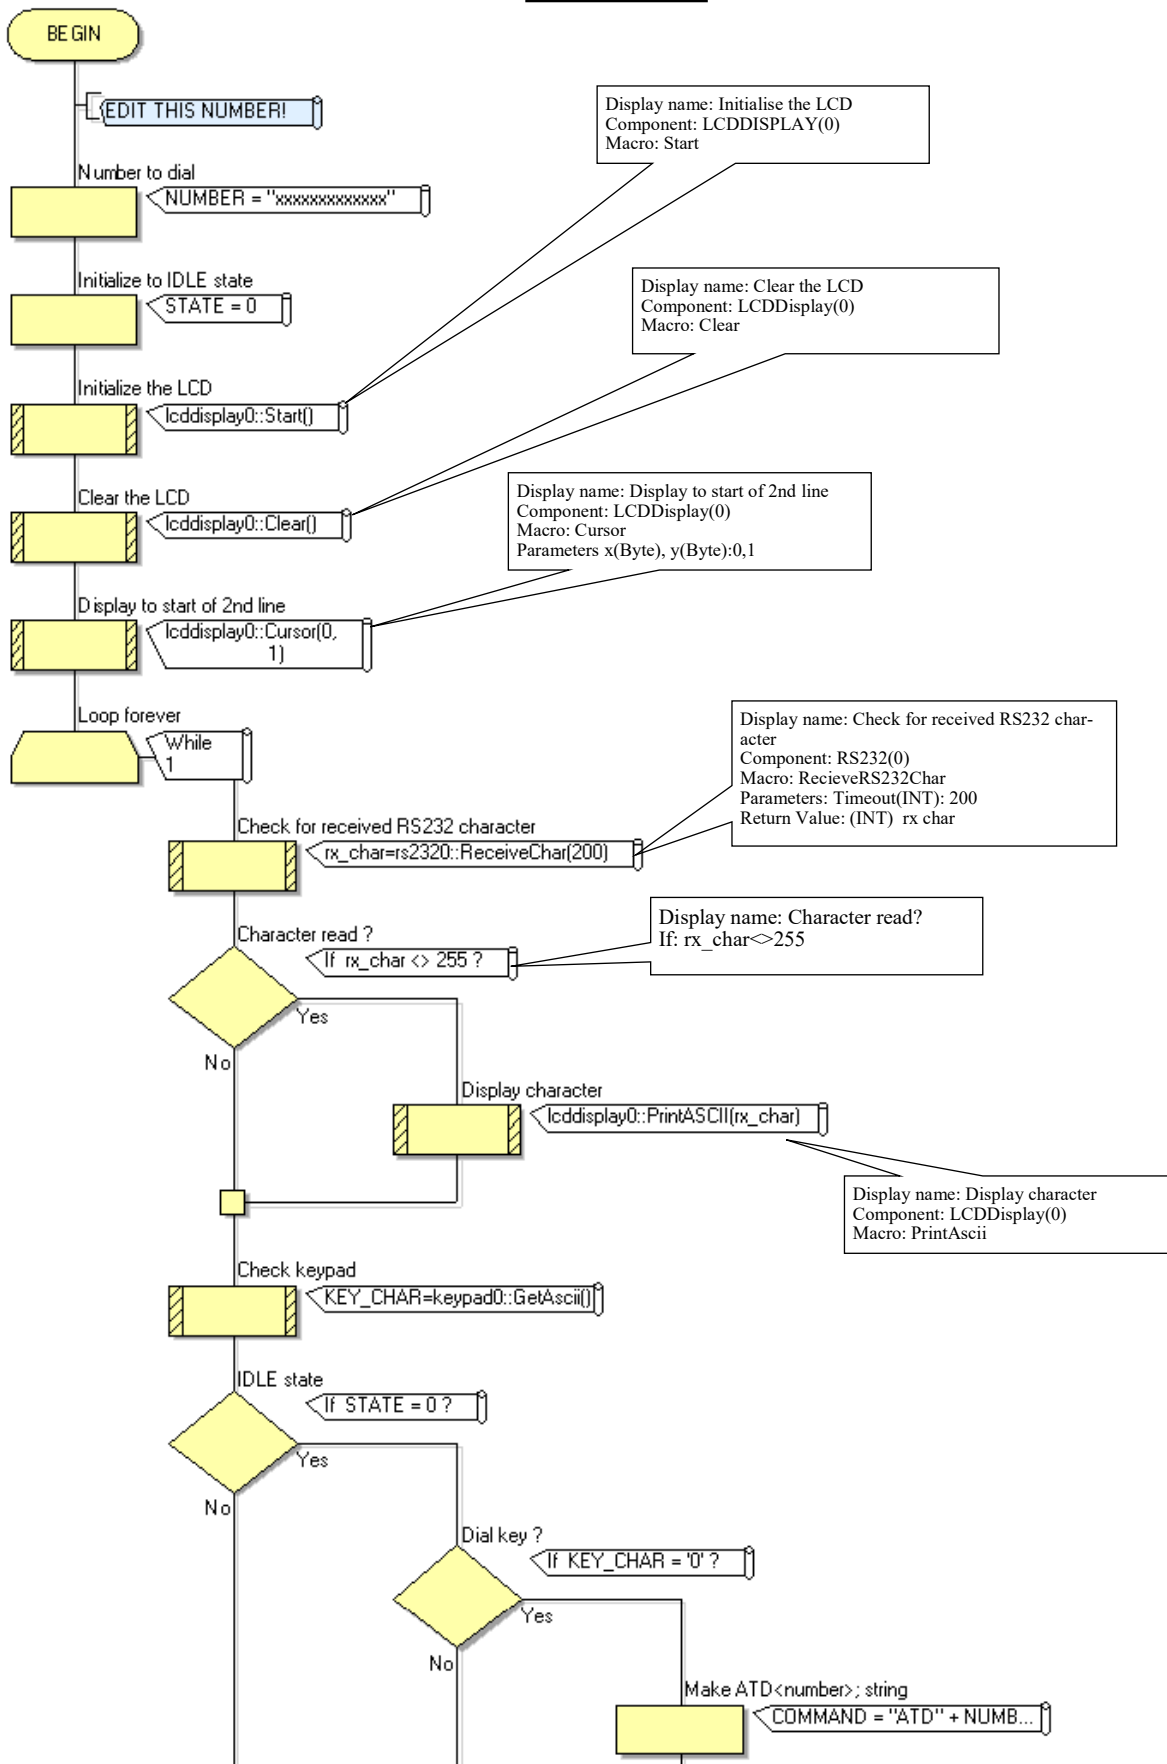 BEGIN
EDIT THIS NUMBER!
Display name: Initialise the LCD
Component: LCDDISPLAY(0)
Macro: Start
Number to dial
NUMBER = "xxxxxxxxxxxxx"
Initialize to IDLE state
STATE = 0
Display name: Clear the LCD
Component: LCDDisplay(0)
Macro: Clear
Initialize the LCD
lcddisplay0::Start()
Clear the LCD
lcddisplay0::Clear()
Display name: Display to start of 2nd line
Component: LCDDisplay(0)
Macro: Cursor
Parameters x(Byte), y(Byte):0,1
Display to start of 2nd line
lcddisplay0::Cursor(0,
1)
Loop forever
While
1
Display name: Check for received RS232 char-
acter
Component: RS232(0)
Macro: RecieveRS232Char
Parameters: Timeout(INT): 200
Return Value: (INT)  rx char
Check for received RS232 character
rx_char=rs2320::ReceiveChar(200)
Display name: Character read?
If: rx_char<>255
Character read ?
If  rx_char <> 255 ?
Yes
No
Display character
lcddisplay0::PrintASCII(rx_char)
Display name: Display character
Component: LCDDisplay(0)
Macro: PrintAscii
Check keypad
KEY_CHAR=keypad0::GetAscii()
IDLE state
If  STATE = 0 ?
Yes
No
Dial key ?
If  KEY_CHAR = '0' ?
Yes
No
Make ATD<number>; string
COMMAND = "ATD" + NUMB...